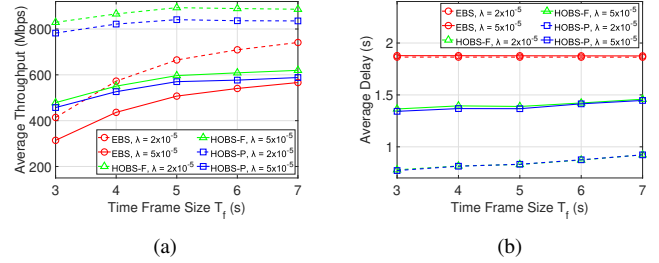 Average Throughput (Mbps)
800
600
400
200
EBS, λ = 2x10⁻⁵
EBS, λ = 5x10⁻⁵
HOBS-F, λ = 2x10⁻⁵
HOBS-F, λ = 5x10⁻⁵
HOBS-P, λ = 2x10⁻⁵
HOBS-P, λ = 5x10⁻⁵
3 4 5 6 7
Time Frame Size T_f (s)
(a)
Average Delay (s)
2
1.5
1
EBS, λ = 2x10⁻⁵
EBS, λ = 5x10⁻⁵
HOBS-F, λ = 2x10⁻⁵
HOBS-F, λ = 5x10⁻⁵
HOBS-P, λ = 2x10⁻⁵
HOBS-P, λ = 5x10⁻⁵
3 4 5 6 7
Time Frame Size T_f (s)
(b)